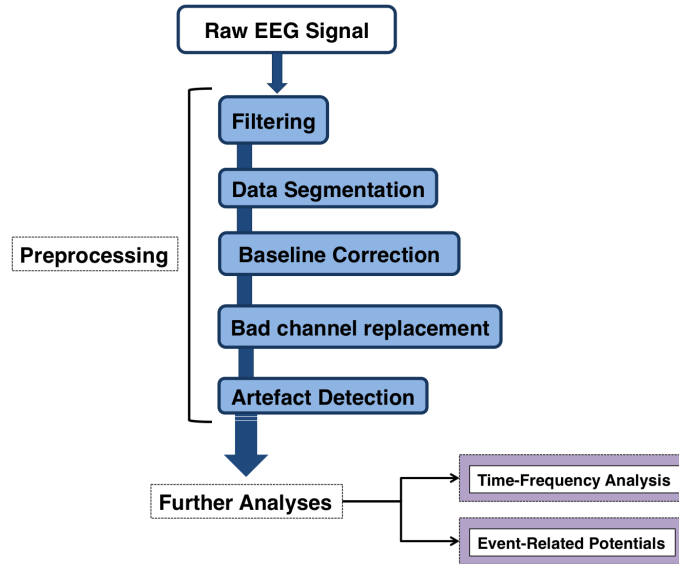 Raw EEG Signal
Filtering
Data Segmentation
Preprocessing
Baseline Correction
Bad channel replacement
Artefact Detection
Further Analyses
Time-Frequency Analysis
Event-Related Potentials